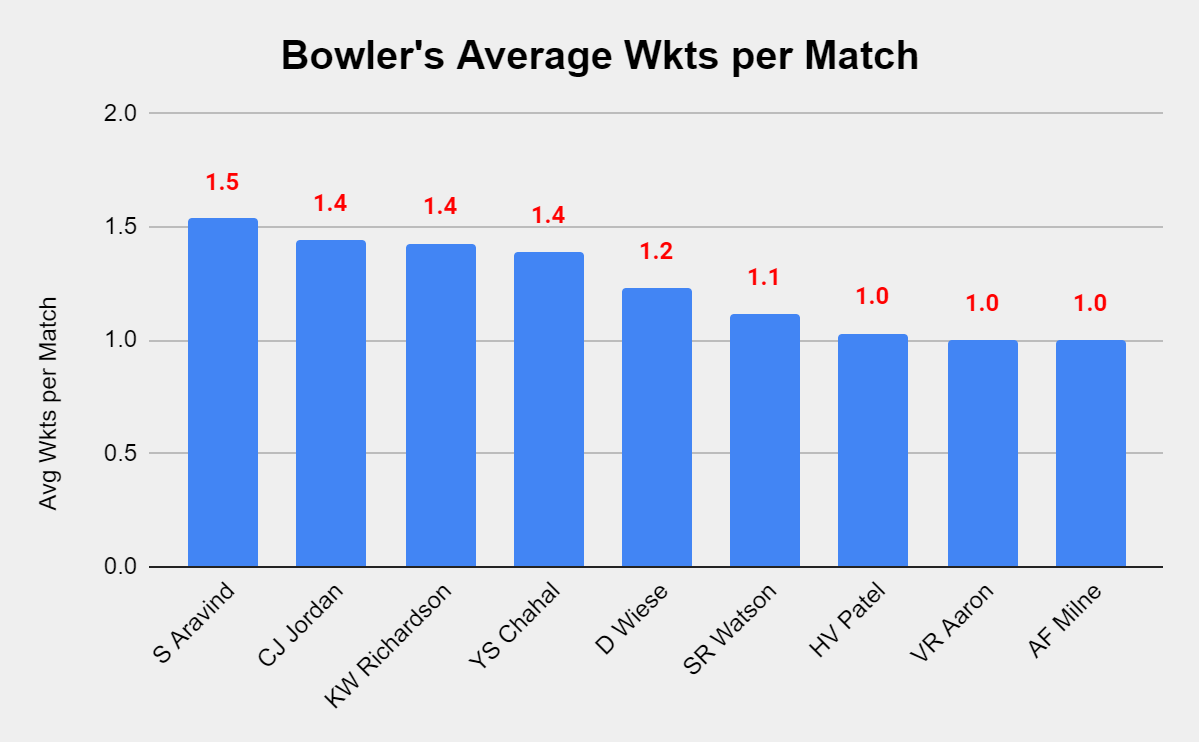 Bowler's Average Wkts per Match
Avg Wkts per Match
2.0
1.5
1.0
0.5
0.0
1.5
1.4
1.4
1.4
1.2
1.1
1.0
1.0
1.0
S Aravind
CJ Jordan
KW Richardson
YS Chahal
D Wiese
SR Watson
HV Patel
VR Aaron
AF Milne